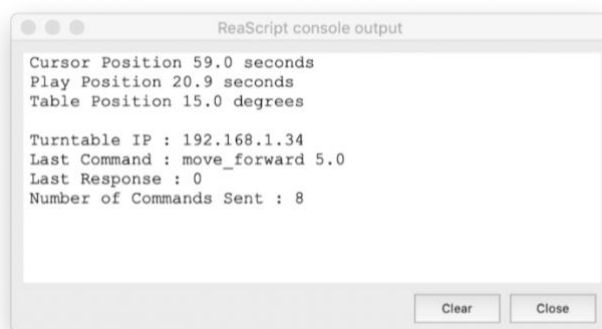 ReaScript console output
Cursor Position 59.0 seconds
Play Position 20.9 seconds
Table Position 15.0 degrees
Turntable IP : 192.168.1.34
Last Command : move_forward 5.0
Last Response : 0
Number of Commands Sent : 8
Clear
Close